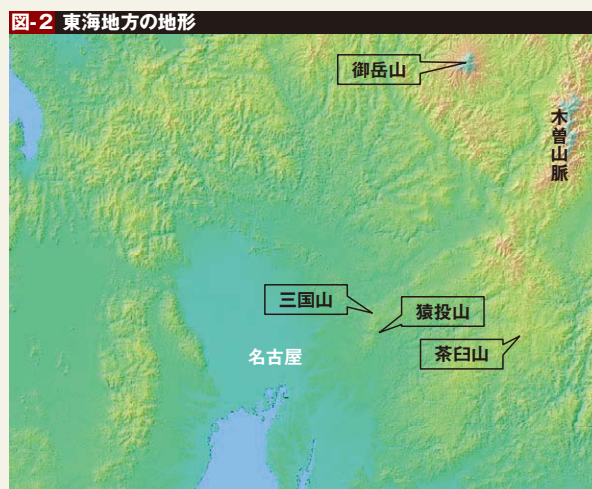 図-2 東海地方の地形
御岳山
木曽山脈
三国山
猿投山
茶臼山
名古屋